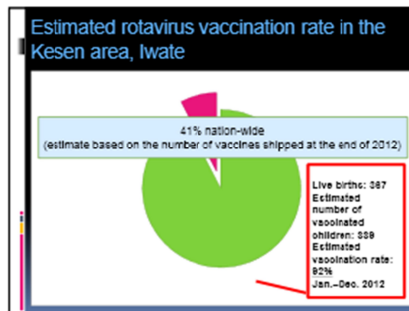 Estimated rotavirus vaccination rate in the
Kesen area, Iwate
41% nation-wide
(estimate based on the number of vaccines shipped at the end of 2012)
Live births: 367
Estimated
number of
vaccinated
children: 339
Estimated
vaccination rate:
92%
Jan.–Dec. 2012